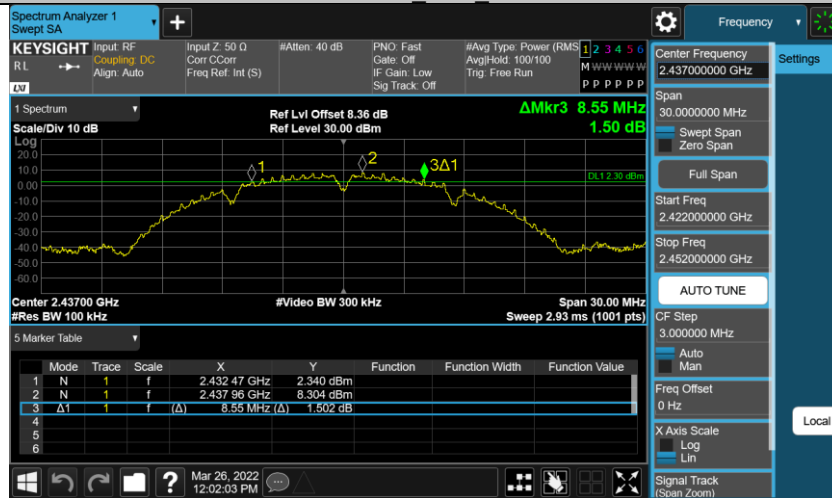 Spectrum Analyzer 1
Swept SA
+
Frequency
KEYSIGHT
RL
LXI
Input: RF
Coupling: DC
Align: Auto
Input Z: 50 Ω
Corr CCorr
Freq Ref: Int (S)
#Atten: 40 dB
PNO: Fast
Gate: Off
IF Gain: Low
Sig Track: Off
#Avg Type: Power (RMS
Avg|Hold: 100/100
Trig: Free Run
1 2 3 4 5 6
M W W W W W
P P P P P P
1 Spectrum
Scale/Div 10 dB
Ref Lvl Offset 8.36 dB
Ref Level 30.00 dBm
ΔMkr3 8.55 MHz
1.50 dB
Log
20.0
10.0
0.00
-10.0
-20.0
-30.0
-40.0
-50.0
-60.0
1
2
3Δ1
DL1 2.30 dBm
Center 2.43700 GHz
#Res BW 100 kHz
#Video BW 300 kHz
Span 30.00 MHz
Sweep 2.93 ms (1001 pts)
5 Marker Table
Mode Trace Scale X Y Function Function Width Function Value
1 N 1 f 2.432 47 GHz 2.340 dBm
2 N 1 f 2.437 96 GHz 8.304 dBm
3 Δ1 1 f (Δ) 8.55 MHz (Δ) 1.502 dB
4
5
6
?
Mar 26, 2022
12:02:03 PM
Center Frequency
2.437000000 GHz
Settings
Span
30.0000000 MHz
Swept Span
Zero Span
Full Span
Start Freq
2.422000000 GHz
Stop Freq
2.452000000 GHz
AUTO TUNE
CF Step
3.000000 MHz
Auto
Man
Freq Offset
0 Hz
Local
X Axis Scale
Log
Lin
Signal Track
(Span Zoom)